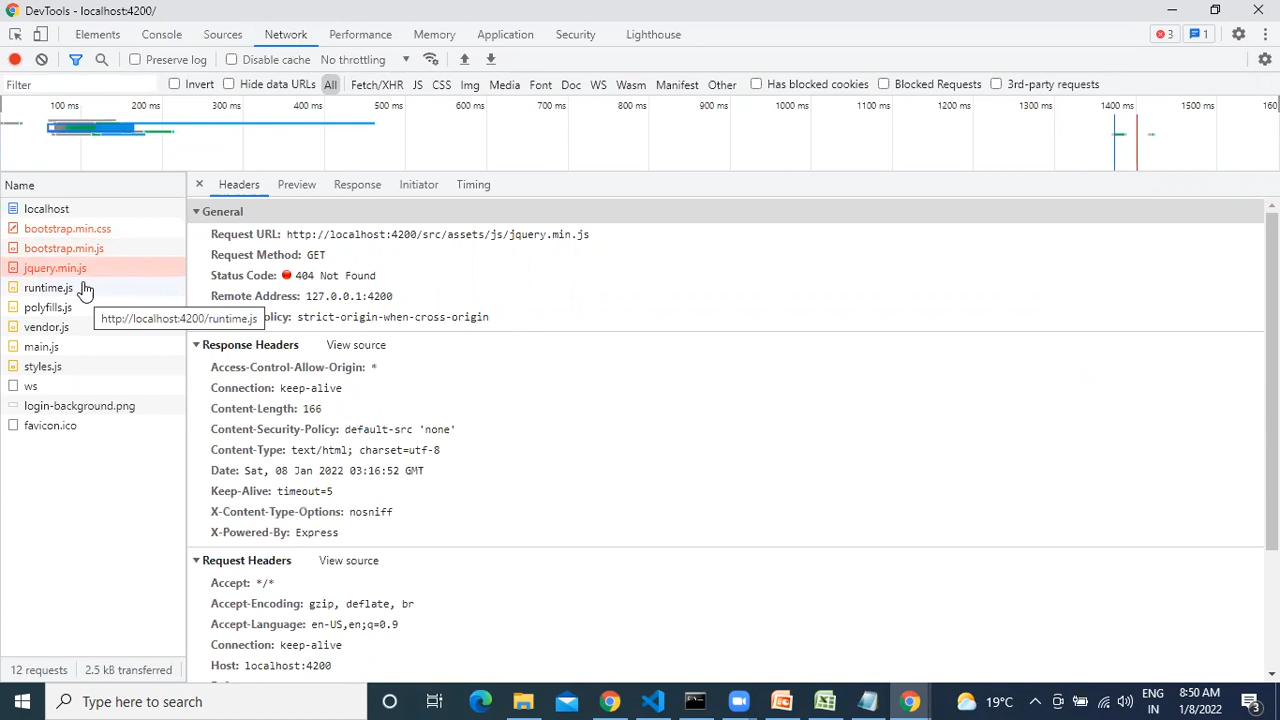 DevTools - localhost:4200/
Elements Console Sources Network Performance Memory Application Security Lighthouse 3 1
Preserve log Disable cache No throttling
Filter Invert Hide data URLs All Fetch/XHR JS CSS Img Media Font Doc WS Wasm Manifest Other Has blocked cookies Blocked Requests 3rd-party requests
100 ms 200 ms 300 ms 400 ms 500 ms 600 ms 700 ms 800 ms 900 ms 1000 ms 1100 ms 1200 ms 1300 ms 1400 ms 1500 ms
Name
localhost
bootstrap.min.css
bootstrap.min.js
jquery.min.js
runtime.js
polyfills.js
http://localhost:4200/runtime.js
vendor.js
main.js
styles.js
ws
login-background.png
favicon.ico
12 requests 2.5 kB transferred
Headers Preview Response Initiator Timing
General
Request URL: http://localhost:4200/src/assets/js/jquery.min.js
Request Method: GET
Status Code: 404 Not Found
Remote Address: 127.0.0.1:4200
Policy: strict-origin-when-cross-origin
Response Headers View source
Access-Control-Allow-Origin: *
Connection: keep-alive
Content-Length: 166
Content-Security-Policy: default-src 'none'
Content-Type: text/html; charset=utf-8
Date: Sat, 08 Jan 2022 03:16:52 GMT
Keep-Alive: timeout=5
X-Content-Type-Options: nosniff
X-Powered-By: Express
Request Headers View source
Accept: */*
Accept-Encoding: gzip, deflate, br
Accept-Language: en-US,en;q=0.9
Connection: keep-alive
Host: localhost:4200
Type here to search
19°C
ENG
IN
8:50 AM
1/8/2022
3